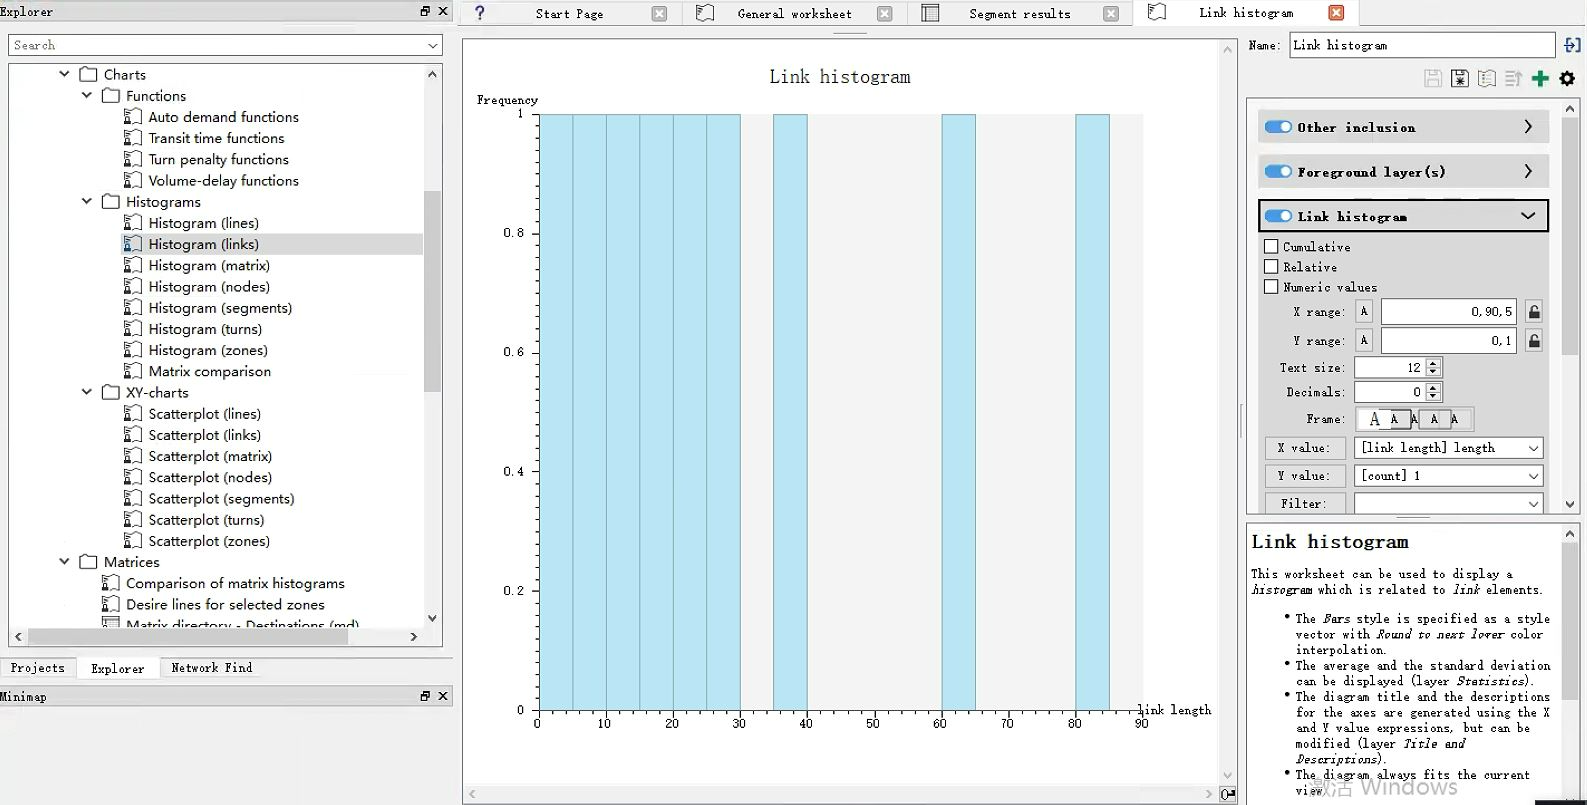 Explorer
Search
Charts
Functions
Auto demand functions
Transit time functions
Turn penalty functions
Volume-delay functions
Histograms
Histogram (lines)
Histogram (links)
Histogram (matrix)
Histogram (nodes)
Histogram (segments)
Histogram (turns)
Histogram (zones)
Matrix comparison
XY-charts
Scatterplot (lines)
Scatterplot (links)
Scatterplot (matrix)
Scatterplot (nodes)
Scatterplot (segments)
Scatterplot (turns)
Scatterplot (zones)
Matrices
Comparison of matrix histograms
Desire lines for selected zones
Matrix directory - Destinations (md)
Projects Explorer Network Find
Minimap
? Start Page General worksheet Segment results Link histogram
Link histogram
Frequency
1
0.8
0.6
0.4
0.2
0
0 10 20 30 40 50 60 70 80 90
link length
Name: Link histogram
Other inclusion
Foreground layer(s)
Link histogram
Cumulative
Relative
Numeric values
X range: A 0,90,5
Y range: A 0,1
Text size: 12
Decimals: 0
Frame: A A A A A
X value: [link length] length
Y value: [count] 1
Filter:
Link histogram
This worksheet can be used to display a
histogram which is related to link elements.
• The Bars style is specified as a style
vector with Round to next lower color
interpolation.
• The average and the standard deviation
can be displayed (layer Statistics).
• The diagram title and the descriptions
for the axes are generated using the X
and Y value expressions, but can be
modified (layer Title and
Descriptions).
• The diagram always fits the current
view.
激活 Windows